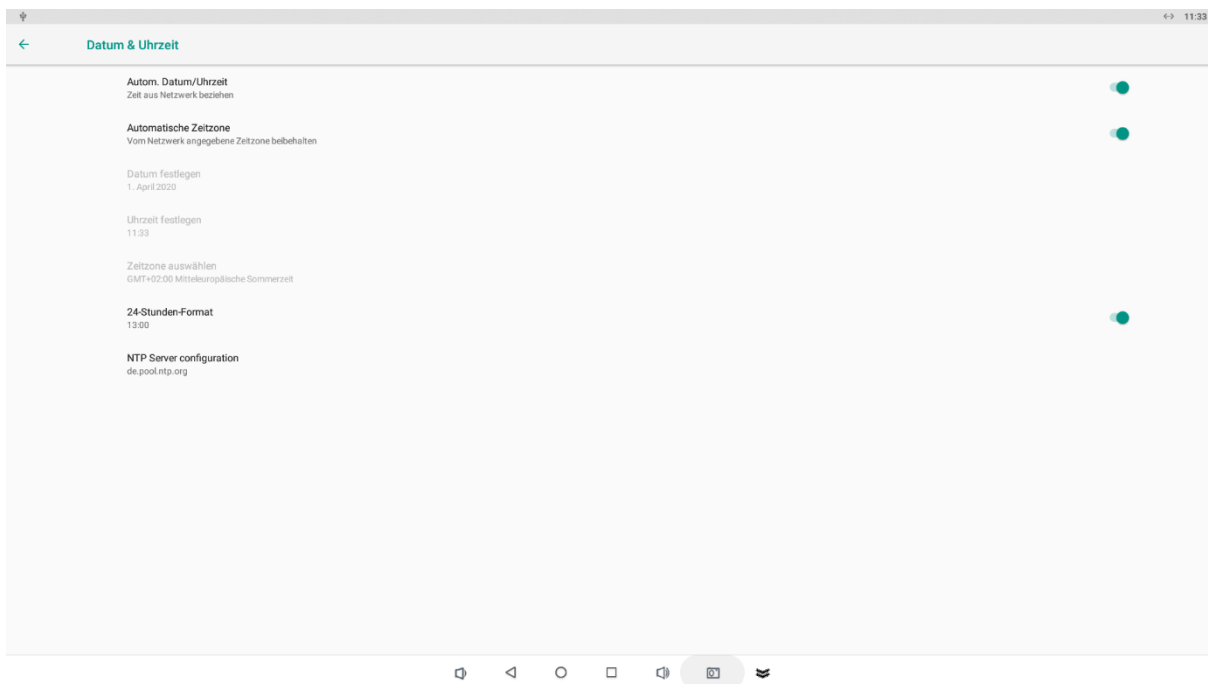 11:33
Datum & Uhrzeit
Autom. Datum/Uhrzeit
Zeit aus Netzwerk beziehen
Automatische Zeitzone
Vom Netzwerk angegebene Zeitzone beibehalten
Datum festlegen
1. April 2020
Uhrzeit festlegen
11:33
Zeitzone auswählen
GMT+02:00 Mitteleuropäische Sommerzeit
24-Stunden-Format
13:00
NTP Server configuration
de.pool.ntp.org